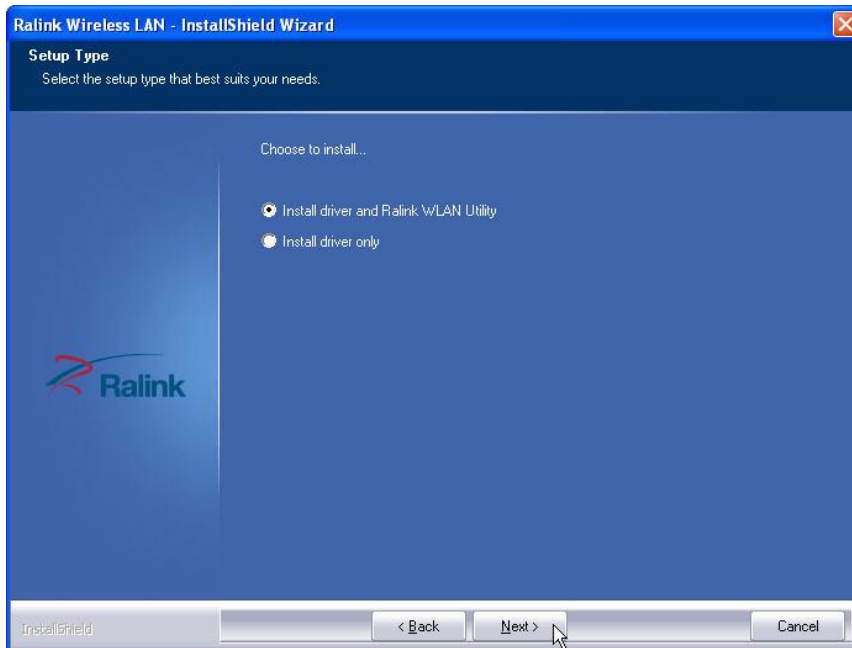 Ralink Wireless LAN - InstallShield Wizard
Setup Type
Select the setup type that best suits your needs.
Choose to install...
Install driver and Ralink WLAN Utility
Install driver only
Ralink
InstallShield
< Back
Next >
Cancel